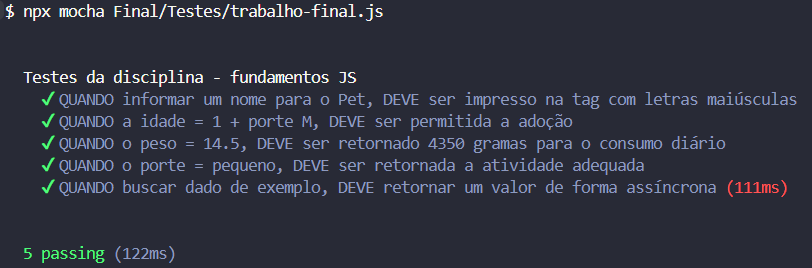 $ npx mocha Final/Testes/trabalho-final.js
Testes da disciplina - fundamentos JS
✓ QUANDO informar um nome para o Pet, DEVE ser impresso na tag com letras maiúsculas
✓ QUANDO a idade = 1 + porte M, DEVE ser permitida a adoção
✓ QUANDO o peso = 14.5, DEVE ser retornado 4350 gramas para o consumo diário
✓ QUANDO o porte = pequeno, DEVE ser retornada a atividade adequada
✓ QUANDO buscar dado de exemplo, DEVE retornar um valor de forma assíncrona (111ms)
5 passing (122ms)